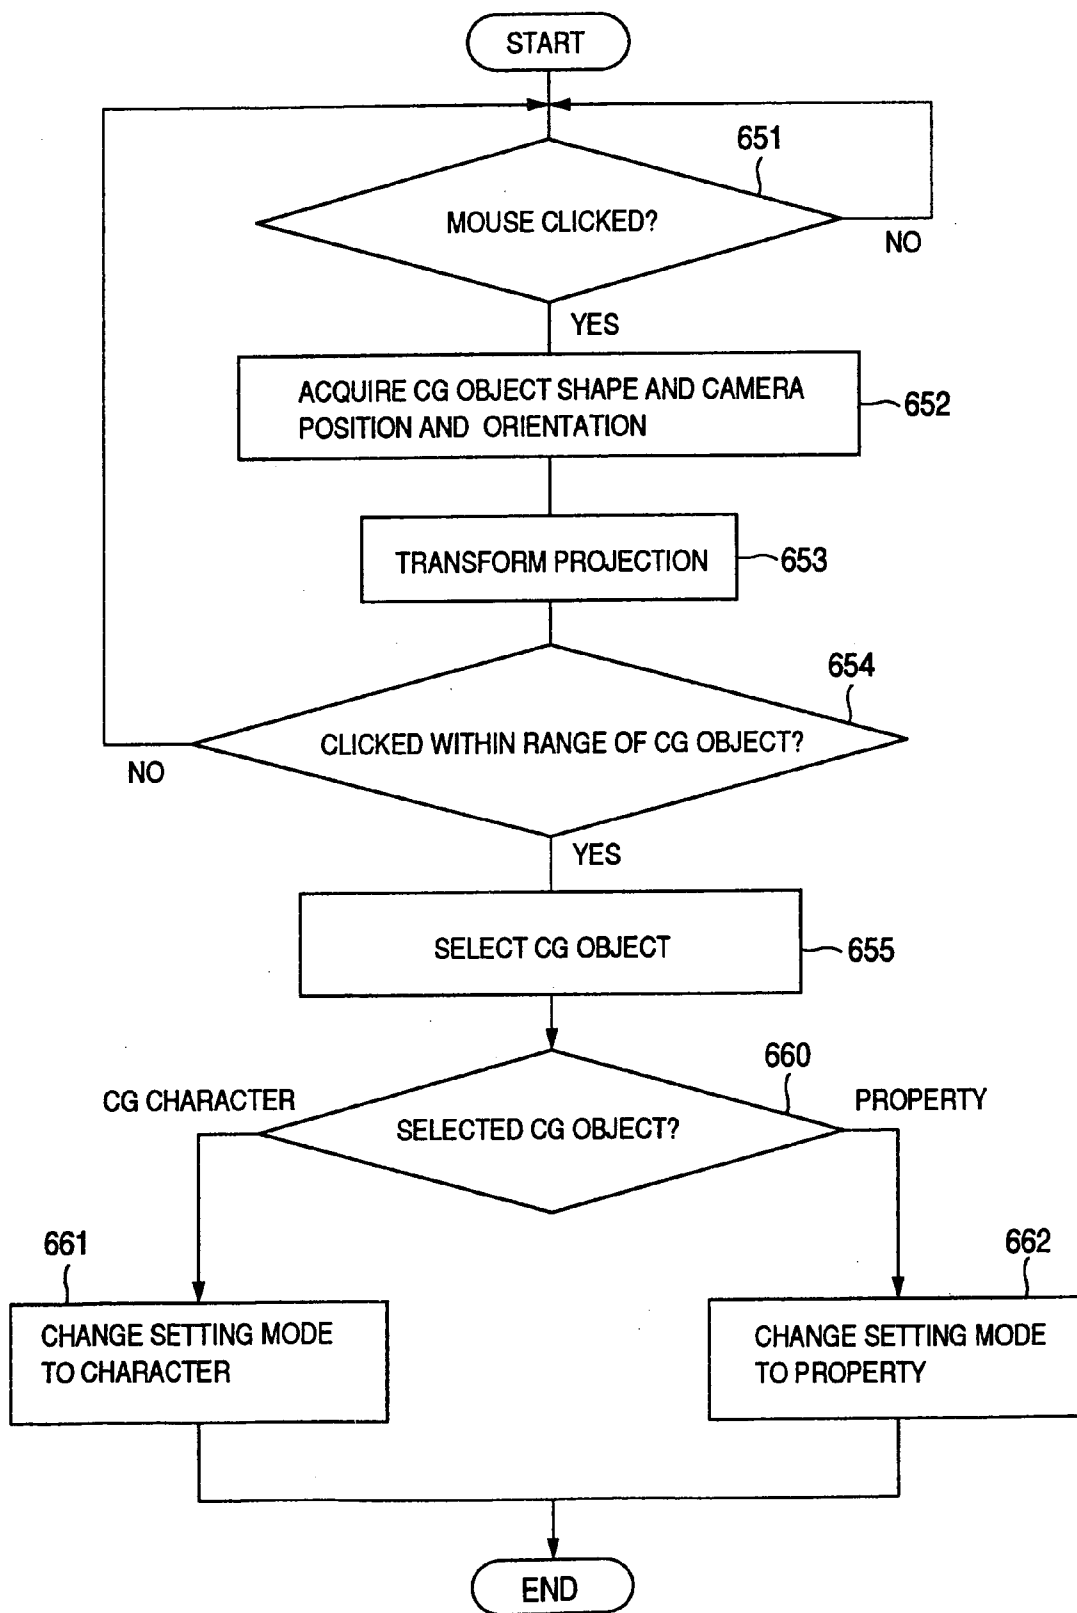 START
651
MOUSE CLICKED?
NO
YES
ACQUIRE CG OBJECT SHAPE AND CAMERA
POSITION AND ORIENTATION
652
TRANSFORM PROJECTION
653
654
CLICKED WITHIN RANGE OF CG OBJECT?
NO
YES
SELECT CG OBJECT
655
660
CG CHARACTER
PROPERTY
SELECTED CG OBJECT?
661
662
CHANGE SETTING MODE
TO CHARACTER
CHANGE SETTING MODE
TO PROPERTY
END